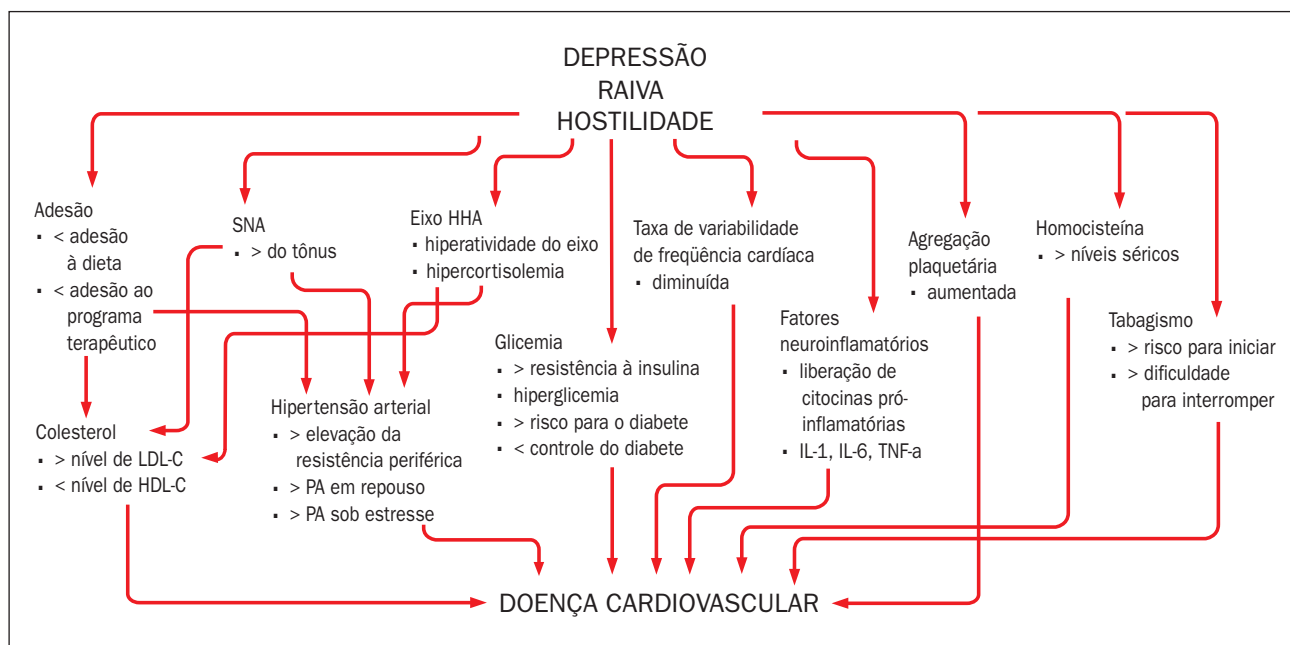 DEPRESSÃO
RAIVA
HOSTILIDADE
Adesão
▪ < adesão
à dieta
▪ < adesão ao
programa
terapêutico
SNA
▪ > do tônus
Eixo HHA
▪ hiperatividade do eixo
▪ hipercortisolemia
Taxa de variabilidade
de freqüência cardíaca
▪ diminuída
Agregação
plaquetária
▪ aumentada
Homocisteína
▪ > níveis séricos
Colesterol
▪ > nível de LDL-C
▪ < nível de HDL-C
Hipertensão arterial
▪ > elevação da
resistência periférica
▪ > PA em repouso
▪ > PA sob estresse
Glicemia
▪ > resistência à insulina
▪ hiperglicemia
▪ > risco para o diabete
▪ < controle do diabete
Fatores
neuroinflamatórios
▪ liberação de
citocinas pró-
inflamatórias
▪ IL-1, IL-6, TNF-a
Tabagismo
▪ > risco para iniciar
▪ > dificuldade
para interromper
DOENÇA CARDIOVASCULAR